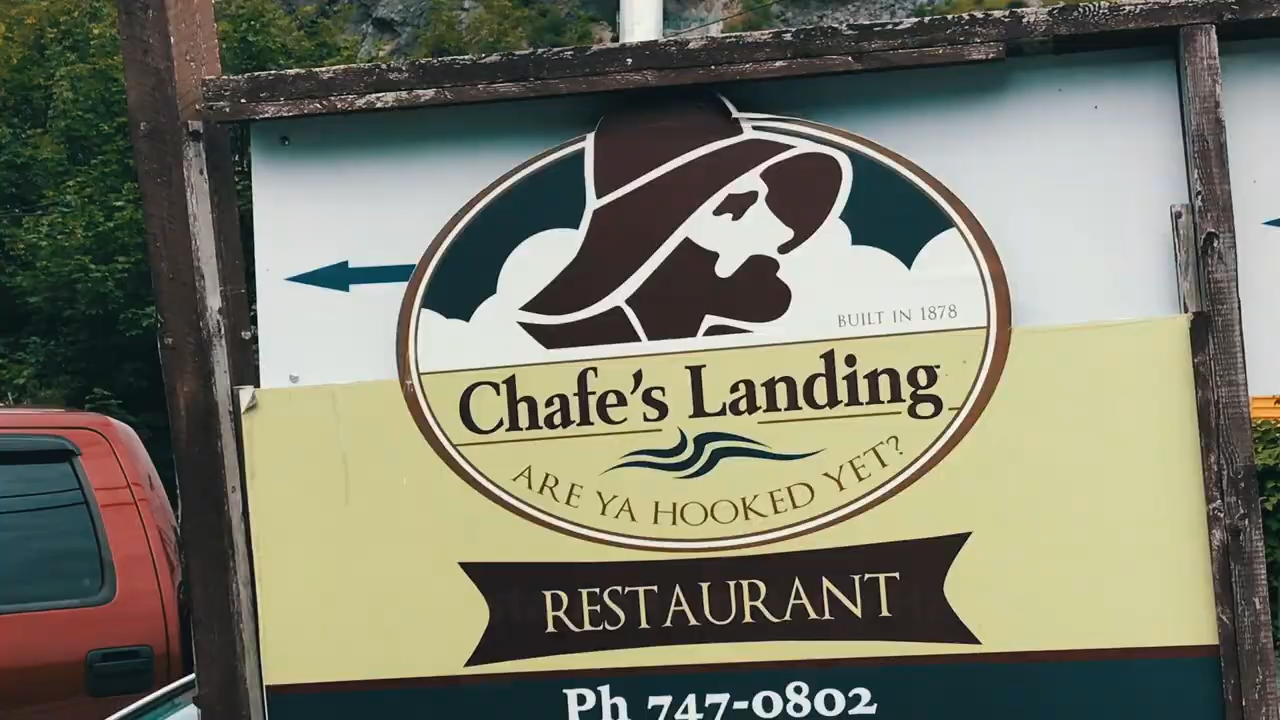 BUILT IN 1878
Chafe's Landing
ARE YA HOOKED YET?
RESTAURANT
Ph 747-0802